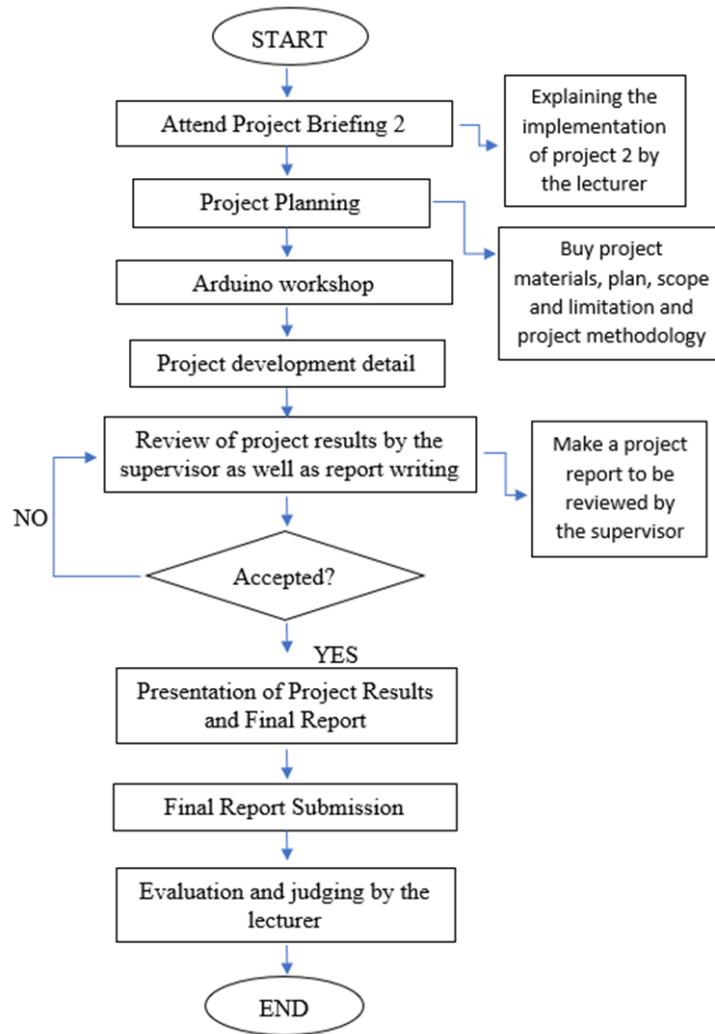 START
Attend Project Briefing 2
Explaining the
implementation
of project 2 by
the lecturer
Project Planning
Buy project
materials, plan, scope
and limitation and
project methodology
Arduino workshop
Project development detail
Review of project results by the
supervisor as well as report writing
Make a project
report to be
reviewed by
the supervisor
NO
Accepted?
YES
Presentation of Project Results
and Final Report
Final Report Submission
Evaluation and judging by the
lecturer
END